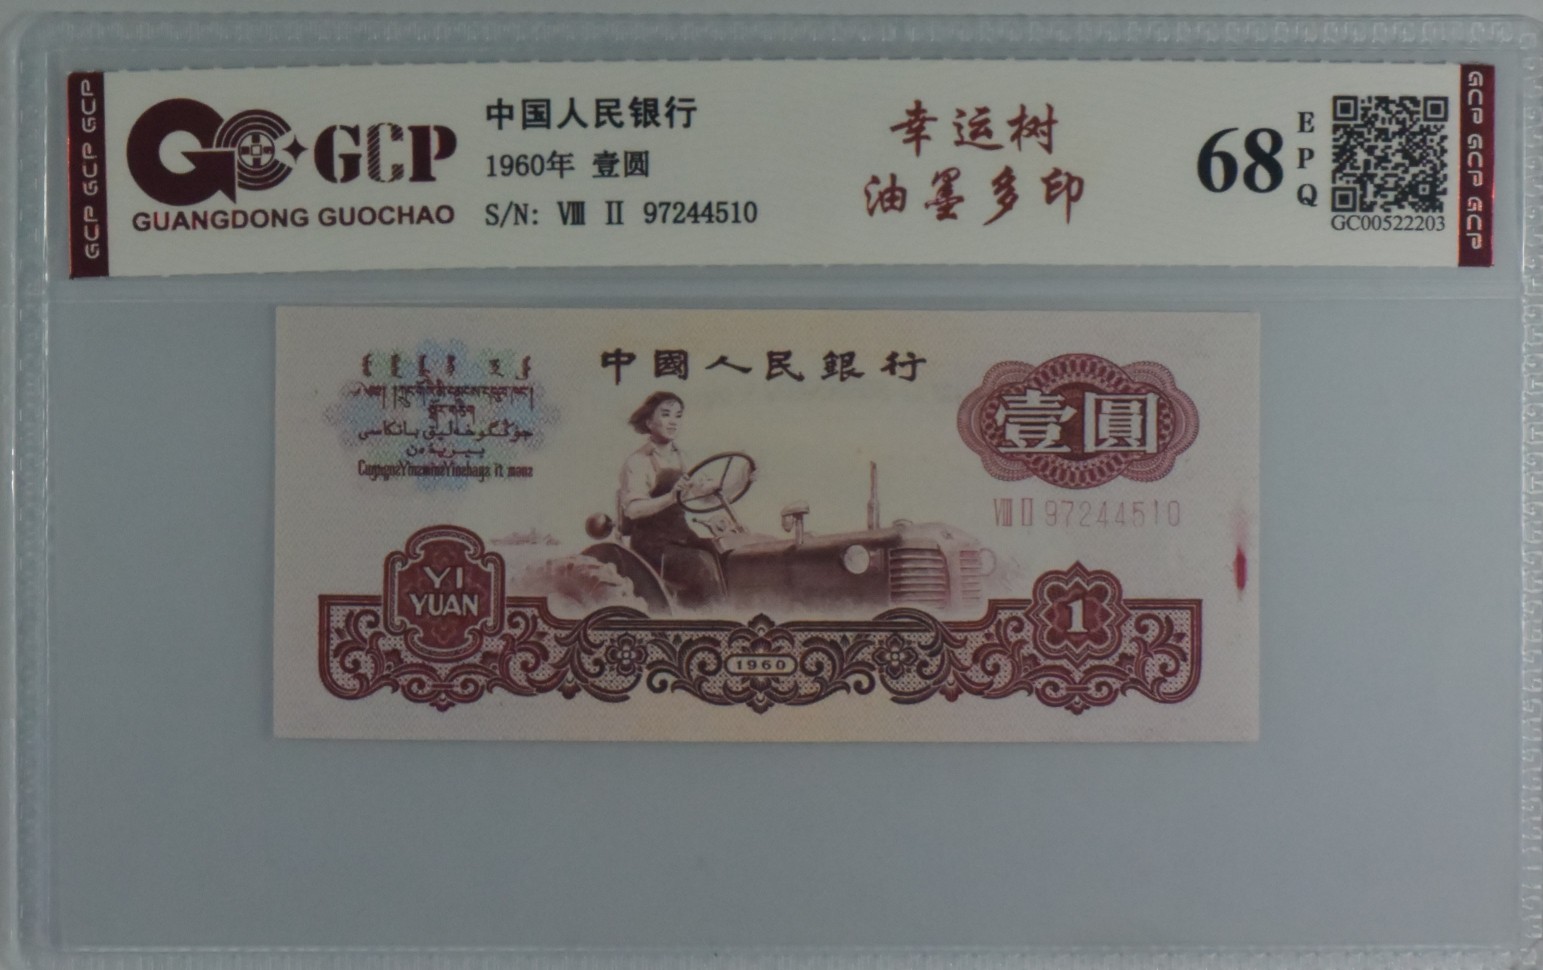 GCP GCP GCP
GCP
GUANGDONG GUOCHAO
中国人民银行
1960年 壹圆
S/N: Ⅷ Ⅱ 97244510
幸运树
油墨多印
68
EPQ
GC00522203
GCP GCP GCP
中國人民銀行
壹圓
Ⅷ Ⅱ 97244510
YI
YUAN
1960
1